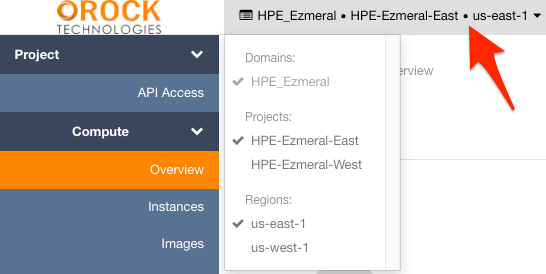 OROCK
TECHNOLOGIES
HPE_Ezmeral • HPE-Ezmeral-East • us-east-1
Project
API Access
Compute
Overview
Instances
Images
Domains:
HPE_Ezmeral
Projects:
HPE-Ezmeral-East
HPE-Ezmeral-West
Regions:
us-east-1
us-west-1
erview